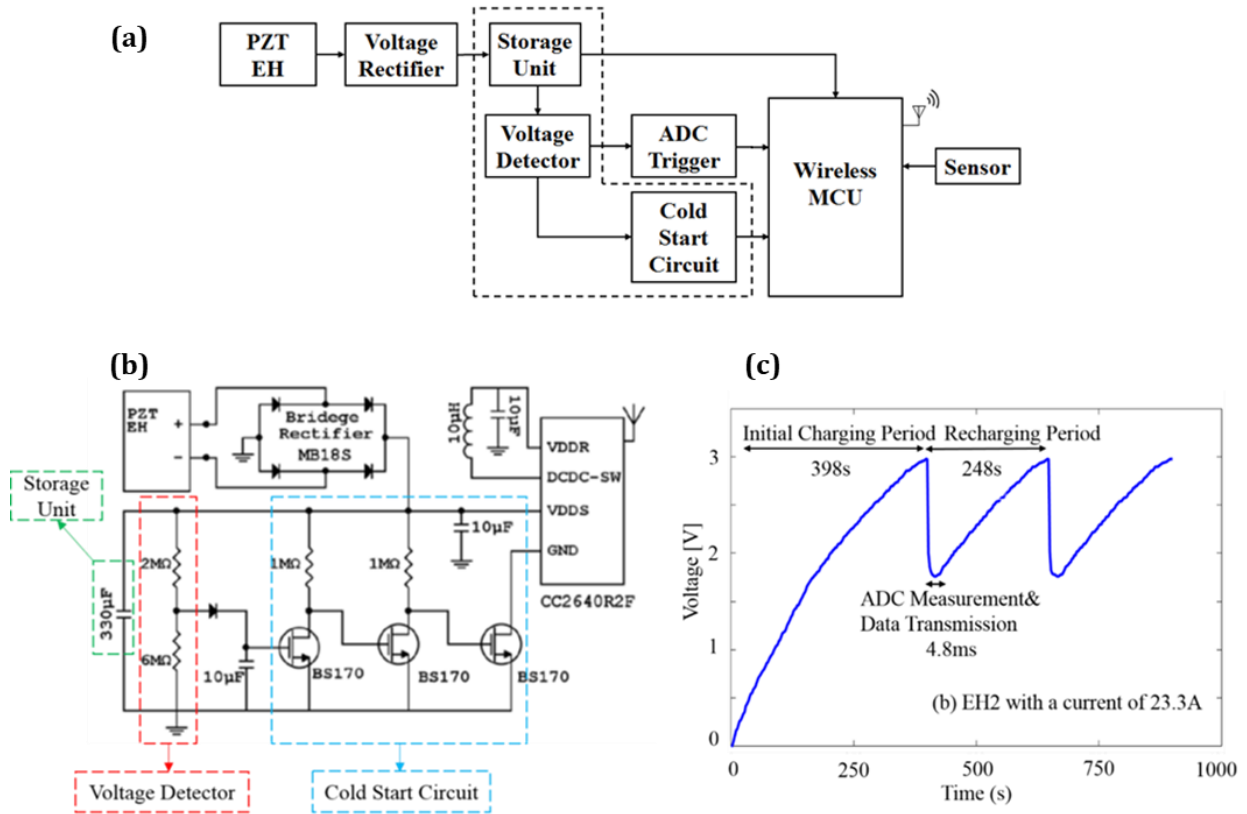 (a)
PZT
EH
Voltage
Rectifier
Storage
Unit
Voltage
Detector
ADC
Trigger
Cold
Start
Circuit
Wireless
MCU
Sensor
(b)
PZT
EH
+
−
Bridege
Rectifier
MB18S
10μH
10μF
VDDR
DCDC-SW
VDDS
GND
CC2640R2F
10μF
Storage
Unit
330μF
2MΩ
6MΩ
10μF
1MΩ
1MΩ
BS170
BS170
BS170
Voltage Detector
Cold Start Circuit
(c)
Initial Charging Period
Recharging Period
398s
248s
ADC Measurement&
Data Transmission
4.8ms
(b) EH2 with a current of 23.3A
Voltage [V]
3
2
1
0
0
250
500
750
1000
Time (s)